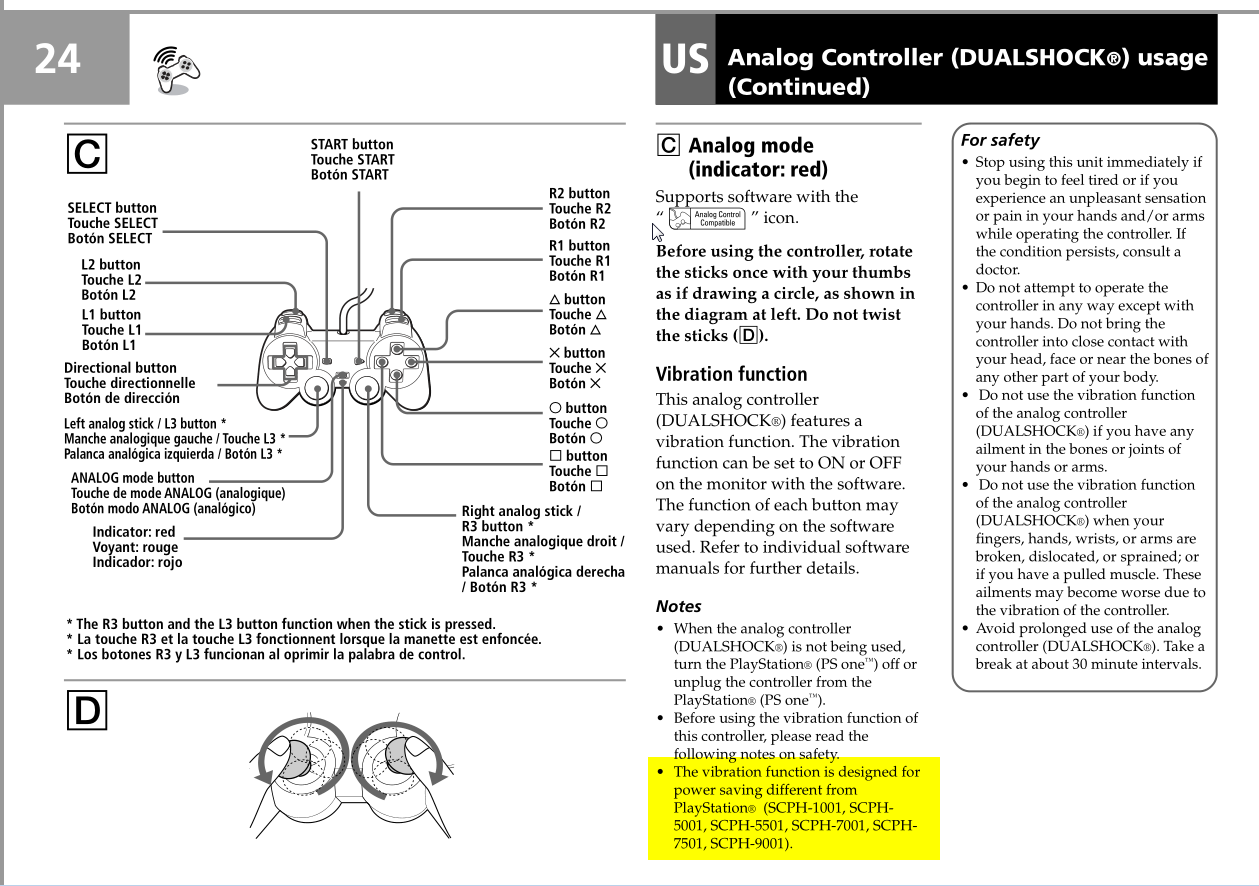 24
US Analog Controller (DUALSHOCK®) usage
(Continued)
C
START button
Touche START
Botón START
SELECT button
Touche SELECT
Botón SELECT
L2 button
Touche L2
Botón L2
L1 button
Touche L1
Botón L1
Directional button
Touche directionnelle
Botón de dirección
Left analog stick / L3 button *
Manche analogique gauche / Touche L3 *
Palanca analógica izquierda / Botón L3 *
ANALOG mode button
Touche de mode ANALOG (analogique)
Botón modo ANALOG (analógico)
Indicator: red
Voyant: rouge
Indicador: rojo
R2 button
Touche R2
Botón R2
R1 button
Touche R1
Botón R1
△ button
Touche △
Botón △
✕ button
Touche ✕
Botón ✕
○ button
Touche ○
Botón ○
□ button
Touche □
Botón □
Right analog stick /
R3 button *
Manche analogique droit /
Touche R3 *
Palanca analógica derecha
/ Botón R3 *
* The R3 button and the L3 button function when the stick is pressed.
* La touche R3 et la touche L3 fonctionnent lorsque la manette est enfoncée.
* Los botones R3 y L3 funcionan al oprimir la palabra de control.
D
C Analog mode
(indicator: red)
Supports software with the
“ Analog Control
Compatible ” icon.
Before using the controller, rotate
the sticks once with your thumbs
as if drawing a circle, as shown in
the diagram at left. Do not twist
the sticks (D).
Vibration function
This analog controller
(DUALSHOCK®) features a
vibration function. The vibration
function can be set to ON or OFF
on the monitor with the software.
The function of each button may
vary depending on the software
used. Refer to individual software
manuals for further details.
Notes
• When the analog controller
(DUALSHOCK®) is not being used,
turn the PlayStation® (PS one™) off or
unplug the controller from the
PlayStation® (PS one™).
• Before using the vibration function of
this controller, please read the
following notes on safety.
• The vibration function is designed for
power saving different from
PlayStation® (SCPH-1001, SCPH-
5001, SCPH-5501, SCPH-7001, SCPH-
7501, SCPH-9001).
For safety
• Stop using this unit immediately if
you begin to feel tired or if you
experience an unpleasant sensation
or pain in your hands and/or arms
while operating the controller. If
the condition persists, consult a
doctor.
• Do not attempt to operate the
controller in any way except with
your hands. Do not bring the
controller into close contact with
your head, face or near the bones of
any other part of your body.
• Do not use the vibration function
of the analog controller
(DUALSHOCK®) if you have any
ailment in the bones or joints of
your hands or arms.
• Do not use the vibration function
of the analog controller
(DUALSHOCK®) when your
fingers, hands, wrists, or arms are
broken, dislocated, or sprained; or
if you have a pulled muscle. These
ailments may become worse due to
the vibration of the controller.
• Avoid prolonged use of the analog
controller (DUALSHOCK®). Take a
break at about 30 minute intervals.